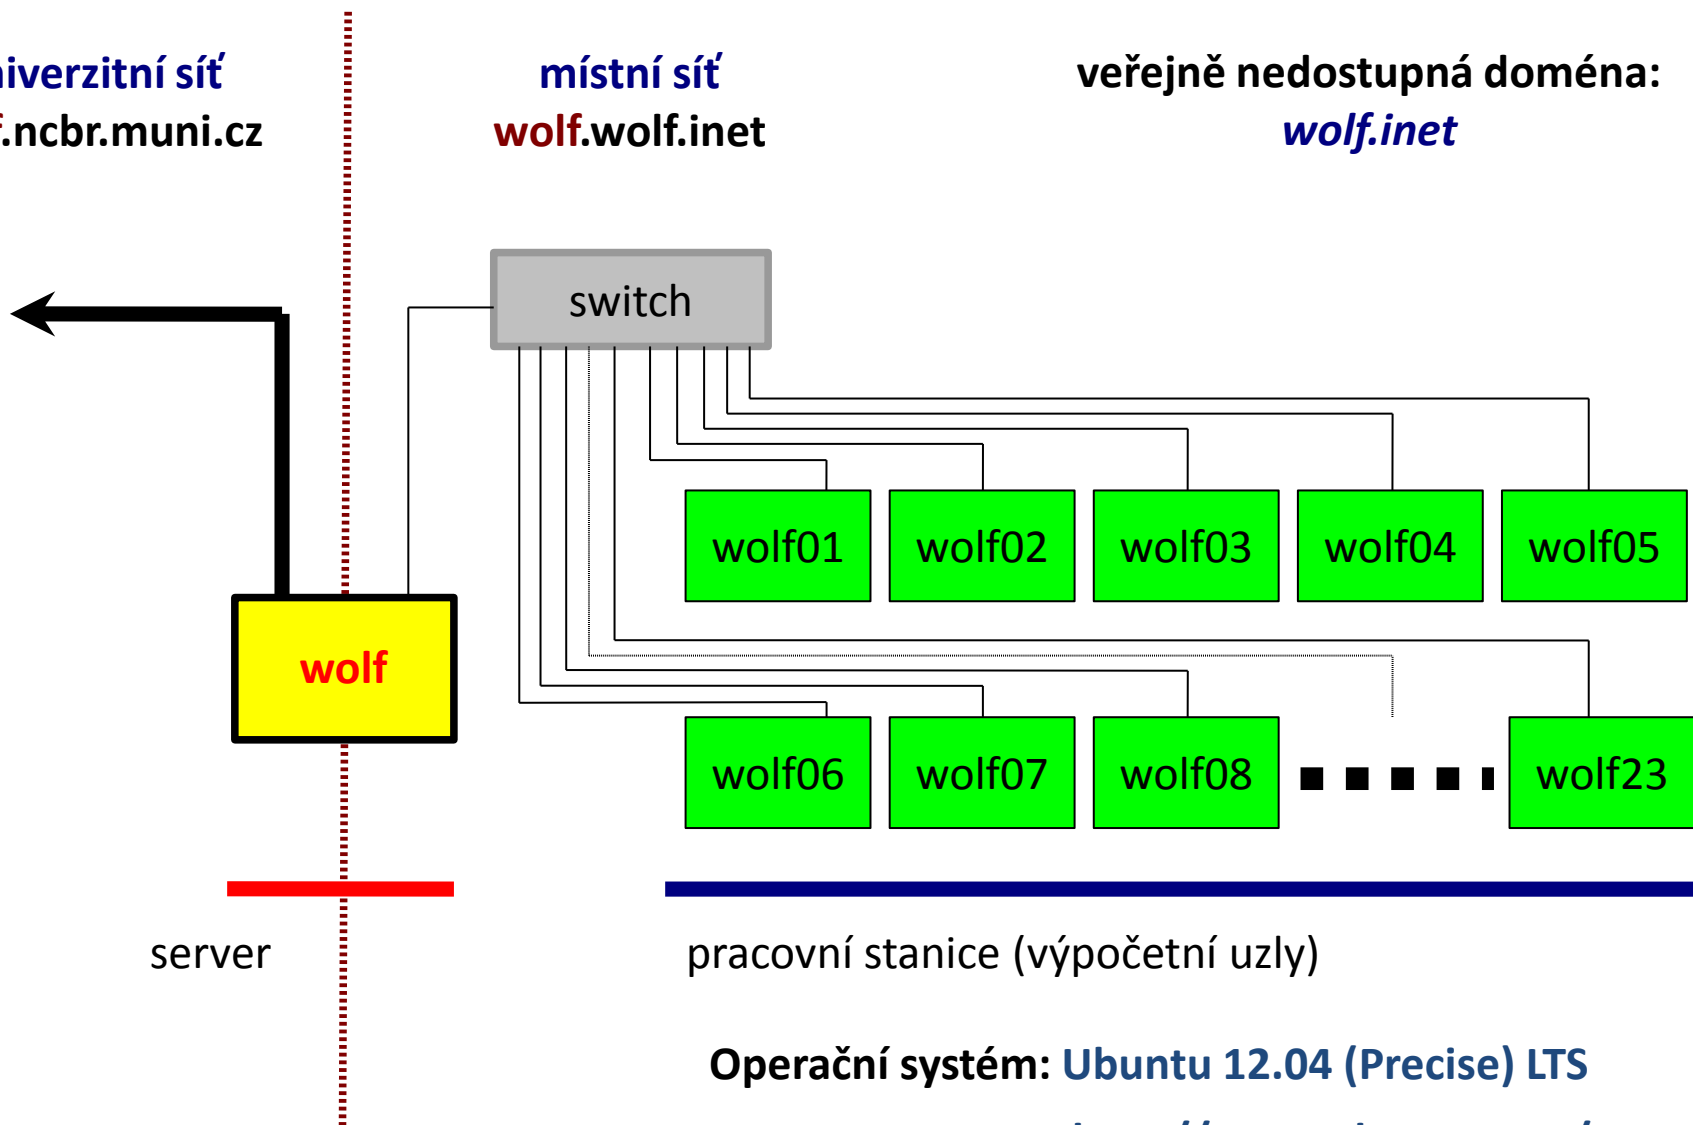 síť
.ncbr.muni.cz
místní síť
wolf.wolf.inet
veřejně nedostupná doména:
wolf.inet
switch
wolf01 wolf02 wolf03 wolf04 wolf05
wolf
wolf06 wolf07 wolf08 wolf23
server
pracovní stanice (výpočetní uzly)
Operační systém: Ubuntu 12.04 (Precise) LTS